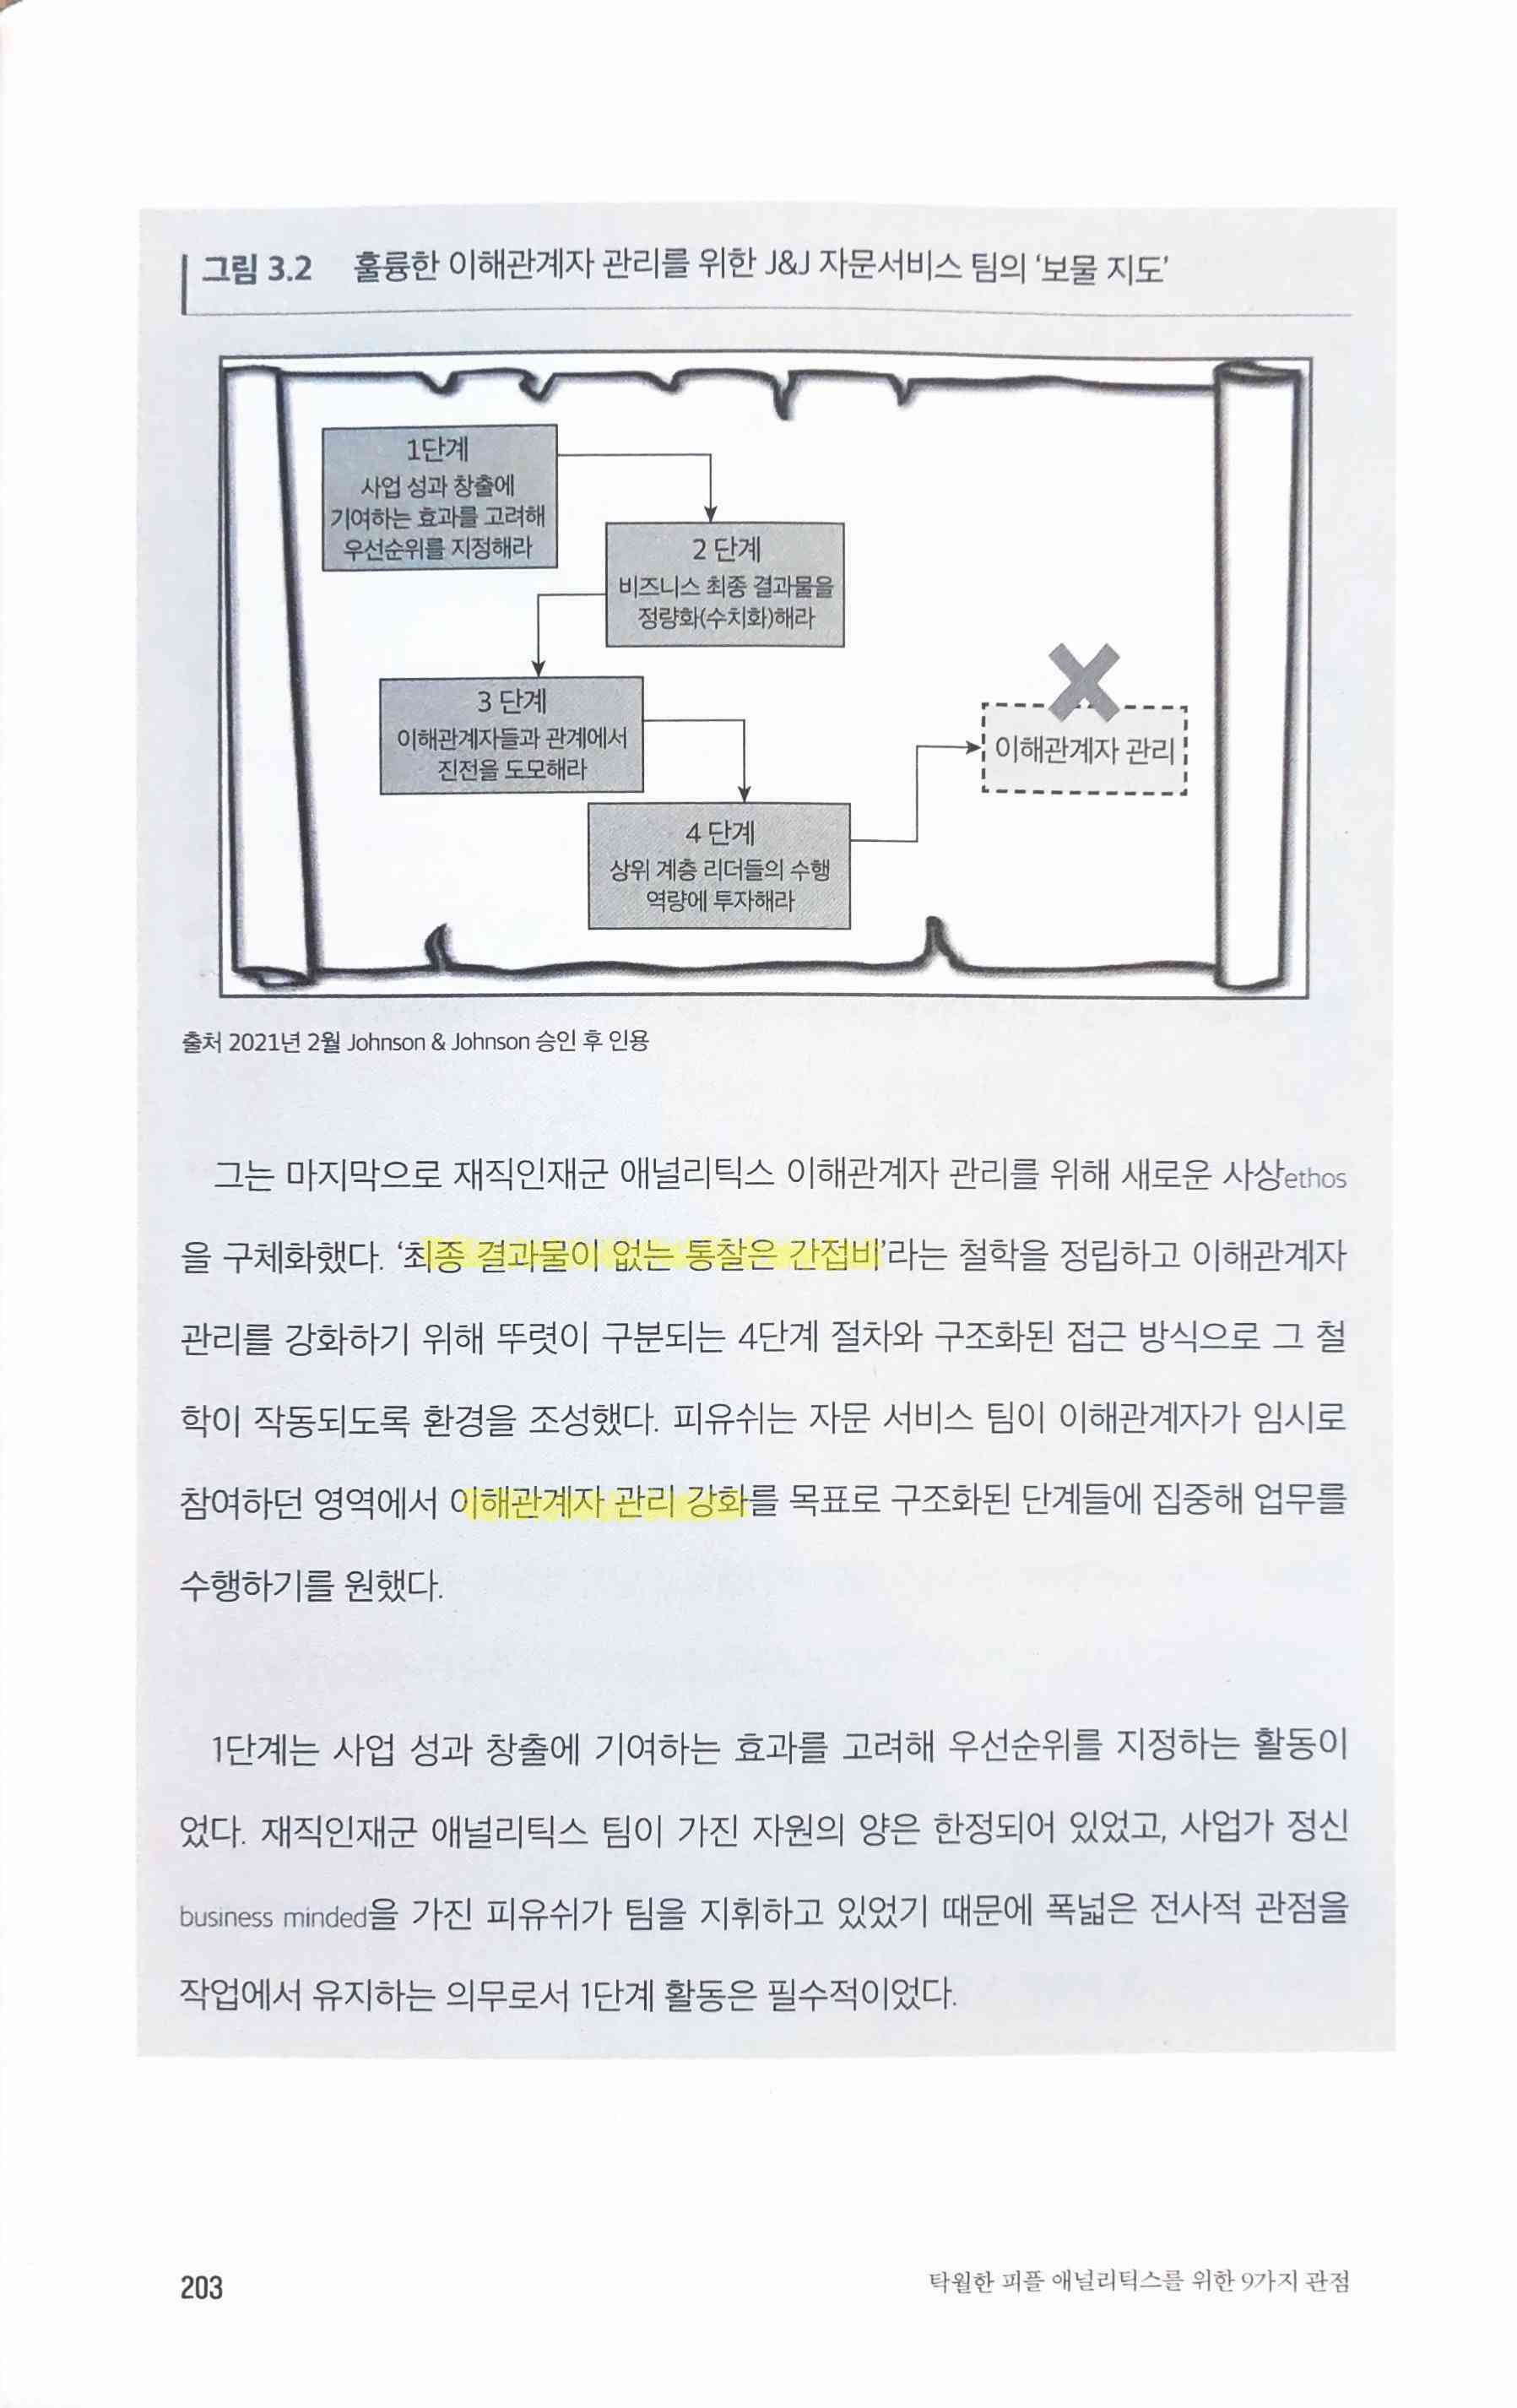 그림 3.2 훌륭한 이해관계자 관리를 위한 J&J 자문서비스 팀의 ‘보물 지도’
1단계
사업 성과 창출에
기여하는 효과를 고려해
우선순위를 지정해라
2 단계
비즈니스 최종 결과물을
정량화(수치화)해라
3 단계
이해관계자들과 관계에서
진전을 도모해라
4 단계
상위 계층 리더들의 수행
역량에 투자해라
이해관계자 관리
출처 2021년 2월 Johnson & Johnson 승인 후 인용
그는 마지막으로 재직인재군 애널리틱스 이해관계자 관리를 위해 새로운 사상ethos
을 구체화했다. ‘최종 결과물이 없는 통찰은 간접비’라는 철학을 정립하고 이해관계자
관리를 강화하기 위해 뚜렷이 구분되는 4단계 절차와 구조화된 접근 방식으로 그 철
학이 작동되도록 환경을 조성했다. 피유쉬는 자문 서비스 팀이 이해관계자가 임시로
참여하던 영역에서 이해관계자 관리 강화를 목표로 구조화된 단계들에 집중해 업무를
수행하기를 원했다.
1단계는 사업 성과 창출에 기여하는 효과를 고려해 우선순위를 지정하는 활동이
었다. 재직인재군 애널리틱스 팀이 가진 자원의 양은 한정되어 있었고, 사업가 정신
business minded을 가진 피유쉬가 팀을 지휘하고 있었기 때문에 폭넓은 전사적 관점을
작업에서 유지하는 의무로서 1단계 활동은 필수적이었다.
203
탁월한 피플 애널리틱스를 위한 9가지 관점